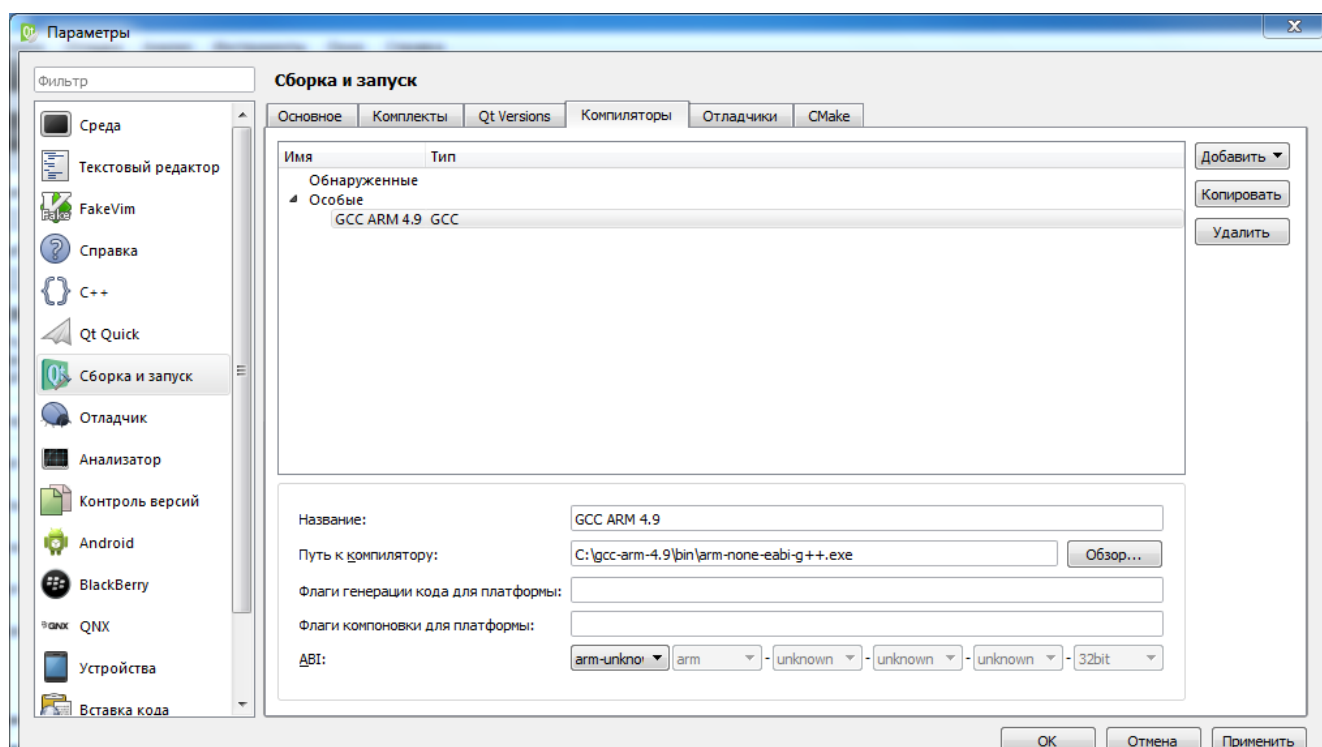 Параметры
Фильтр
Среда
Текстовый редактор
FakeVim
Справка
C++
Qt Quick
Сборка и запуск
Отладчик
Анализатор
Контроль версий
Android
BlackBerry
QNX
Устройства
Вставка кода
Сборка и запуск
Основное Комплекты Qt Versions Компиляторы Отладчики CMake
Имя Тип
Обнаруженные
Особые
GCC ARM 4.9 GCC
Добавить
Копировать
Удалить
Название: GCC ARM 4.9
Путь к компилятору: C:\gcc-arm-4.9\bin\arm-none-eabi-g++.exe Обзор...
Флаги генерации кода для платформы:
Флаги компоновки для платформы:
ABI: arm-unkno arm - unknown - unknown - unknown - 32bit
OK Отмена Применить